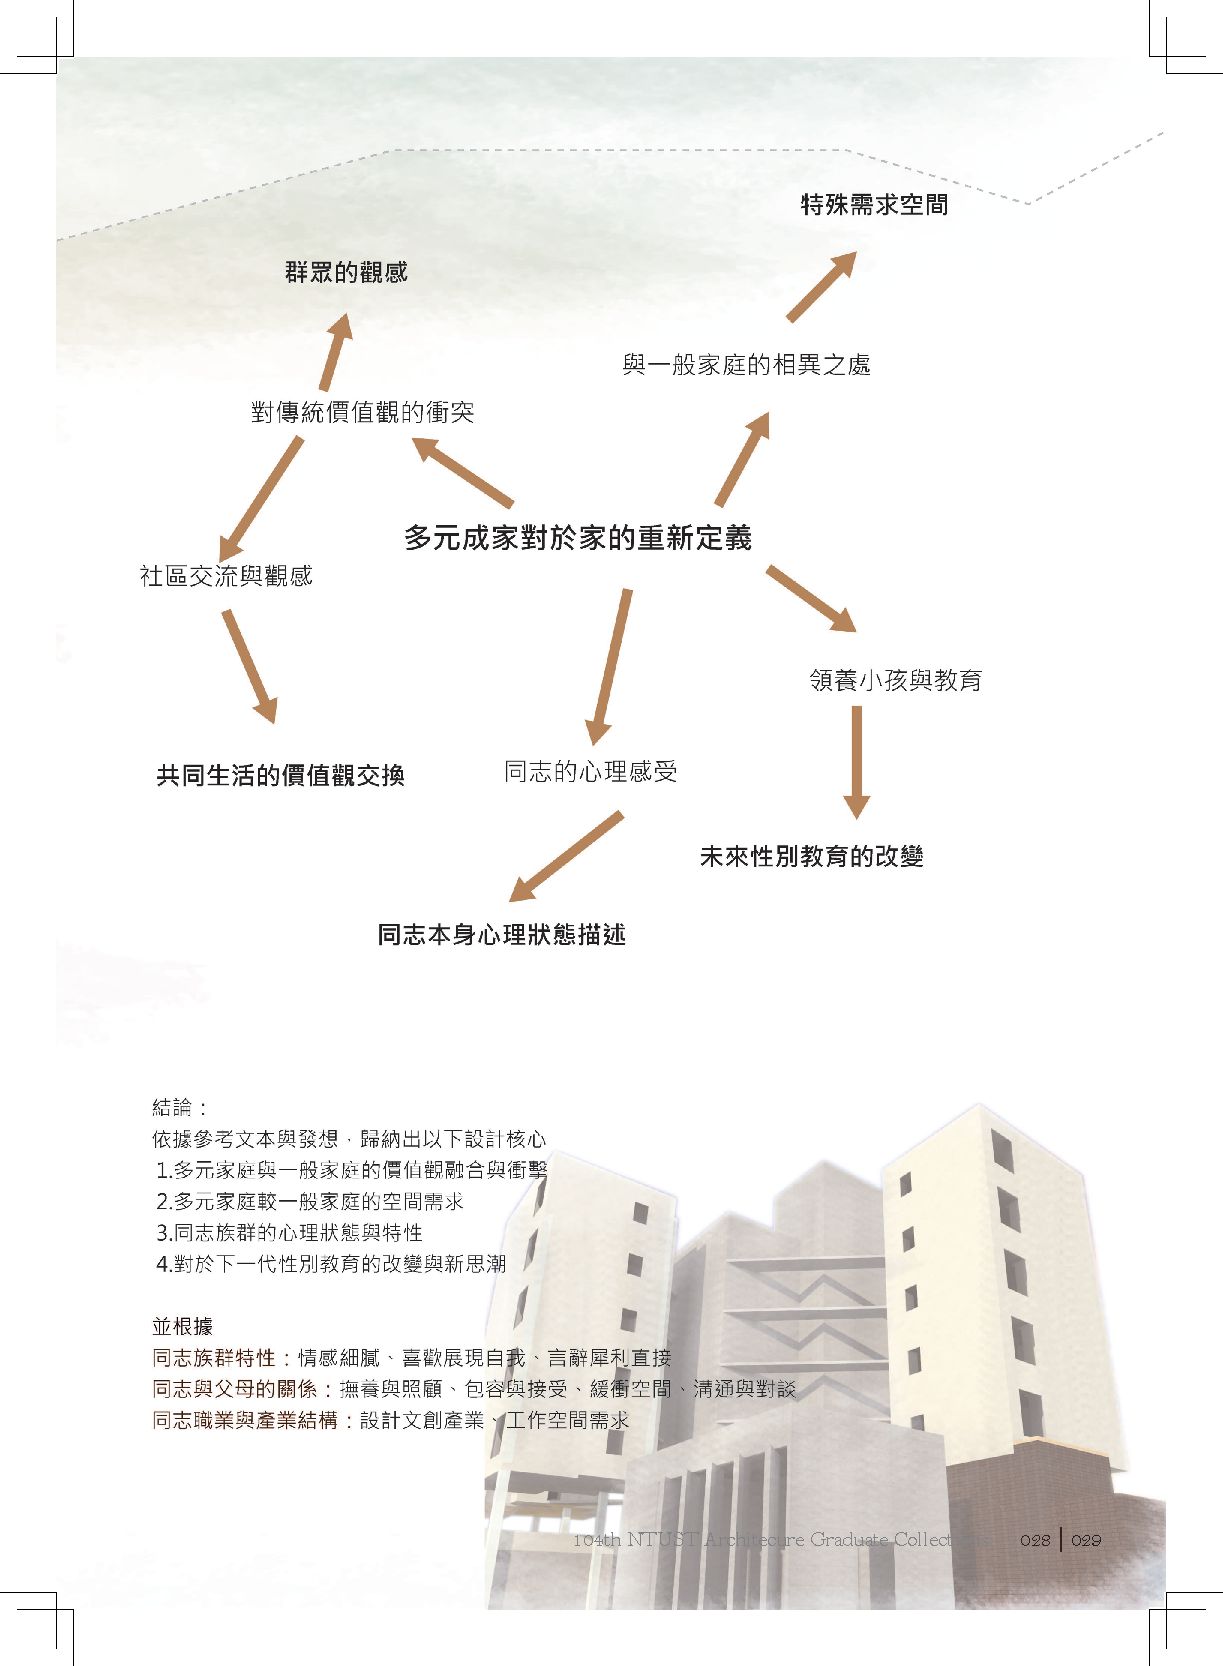 特殊需求空間
群眾的觀感
與一般家庭的相異之處
對傳統價值觀的衝突
多元成家對於家的重新定義
社區交流與觀感
領養小孩與教育
共同生活的價值觀交換
同志的心理感受
未來性別教育的改變
同志本身心理狀態描述
結論：
依據參考文本與發想，歸納出以下設計核心
1.多元家庭與一般家庭的價值觀融合與衝擊
2.多元家庭較一般家庭的空間需求
3.同志族群的心理狀態與特性
4.對於下一代性別教育的改變與新思潮
並根據
同志族群特性：情感細膩、喜歡展現自我、言辭犀利直接
同志與父母的關係：撫養與照顧、包容與接受、緩衝空間、溝通與對談
同志職業與產業結構：設計文創產業、工作空間需求
104th NTUST Architecure Graduate Collections 028 | 029